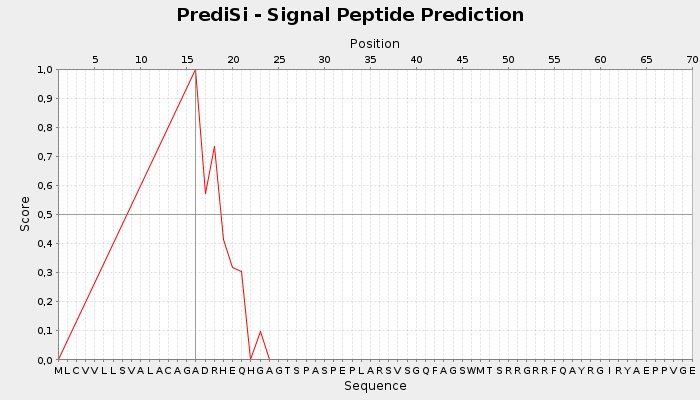 PrediSi - Signal Peptide Prediction
Position
5 10 15 20 25 30 35 40 45 50 55 60 65 70
1,0
0,9
0,8
0,7
0,6
0,5
0,4
0,3
0,2
0,1
0,0
Score
M L C V V L L S V A L A C A G A D R H E Q H G A G T S P A S P E P L A R S V S G Q F A G S W M T S R R G R R F Q A Y R G I R Y A E P P V G E
Sequence